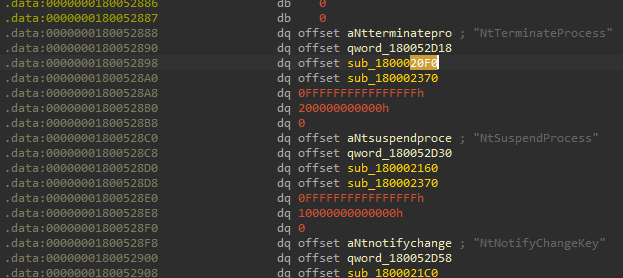 .data:0000000180052886 db 0
.data:0000000180052887 db 0
.data:0000000180052888 dq offset aNtterminatepro ; "NtTerminateProcess"
.data:0000000180052890 dq offset qword_180052D18
.data:0000000180052898 dq offset sub_1800020F0
.data:00000001800528A0 dq offset sub_180002370
.data:00000001800528A8 dq 0FFFFFFFFFFFFFFFFh
.data:00000001800528B0 dq 200000000000h
.data:00000001800528B8 dq 0
.data:00000001800528C0 dq offset aNtsuspendproce ; "NtSuspendProcess"
.data:00000001800528C8 dq offset qword_180052D30
.data:00000001800528D0 dq offset sub_180002160
.data:00000001800528D8 dq offset sub_180002370
.data:00000001800528E0 dq 0FFFFFFFFFFFFFFFFh
.data:00000001800528E8 dq 10000000000000h
.data:00000001800528F0 dq 0
.data:00000001800528F8 dq offset aNtnotifychange ; "NtNotifyChangeKey"
.data:0000000180052900 dq offset qword_180052D58
.data:0000000180052908 dq offset sub_1800021C0